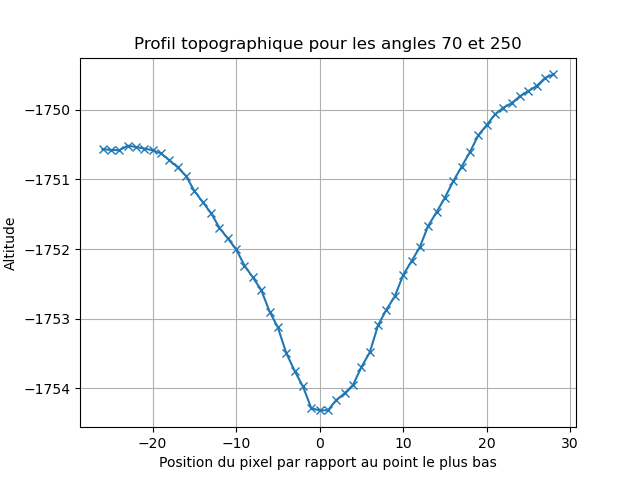 Profil topographique pour les angles 70 et 250
Altitude
−1750
−1751
−1752
−1753
−1754
−20 −10 0 10 20 30
Position du pixel par rapport au point le plus bas